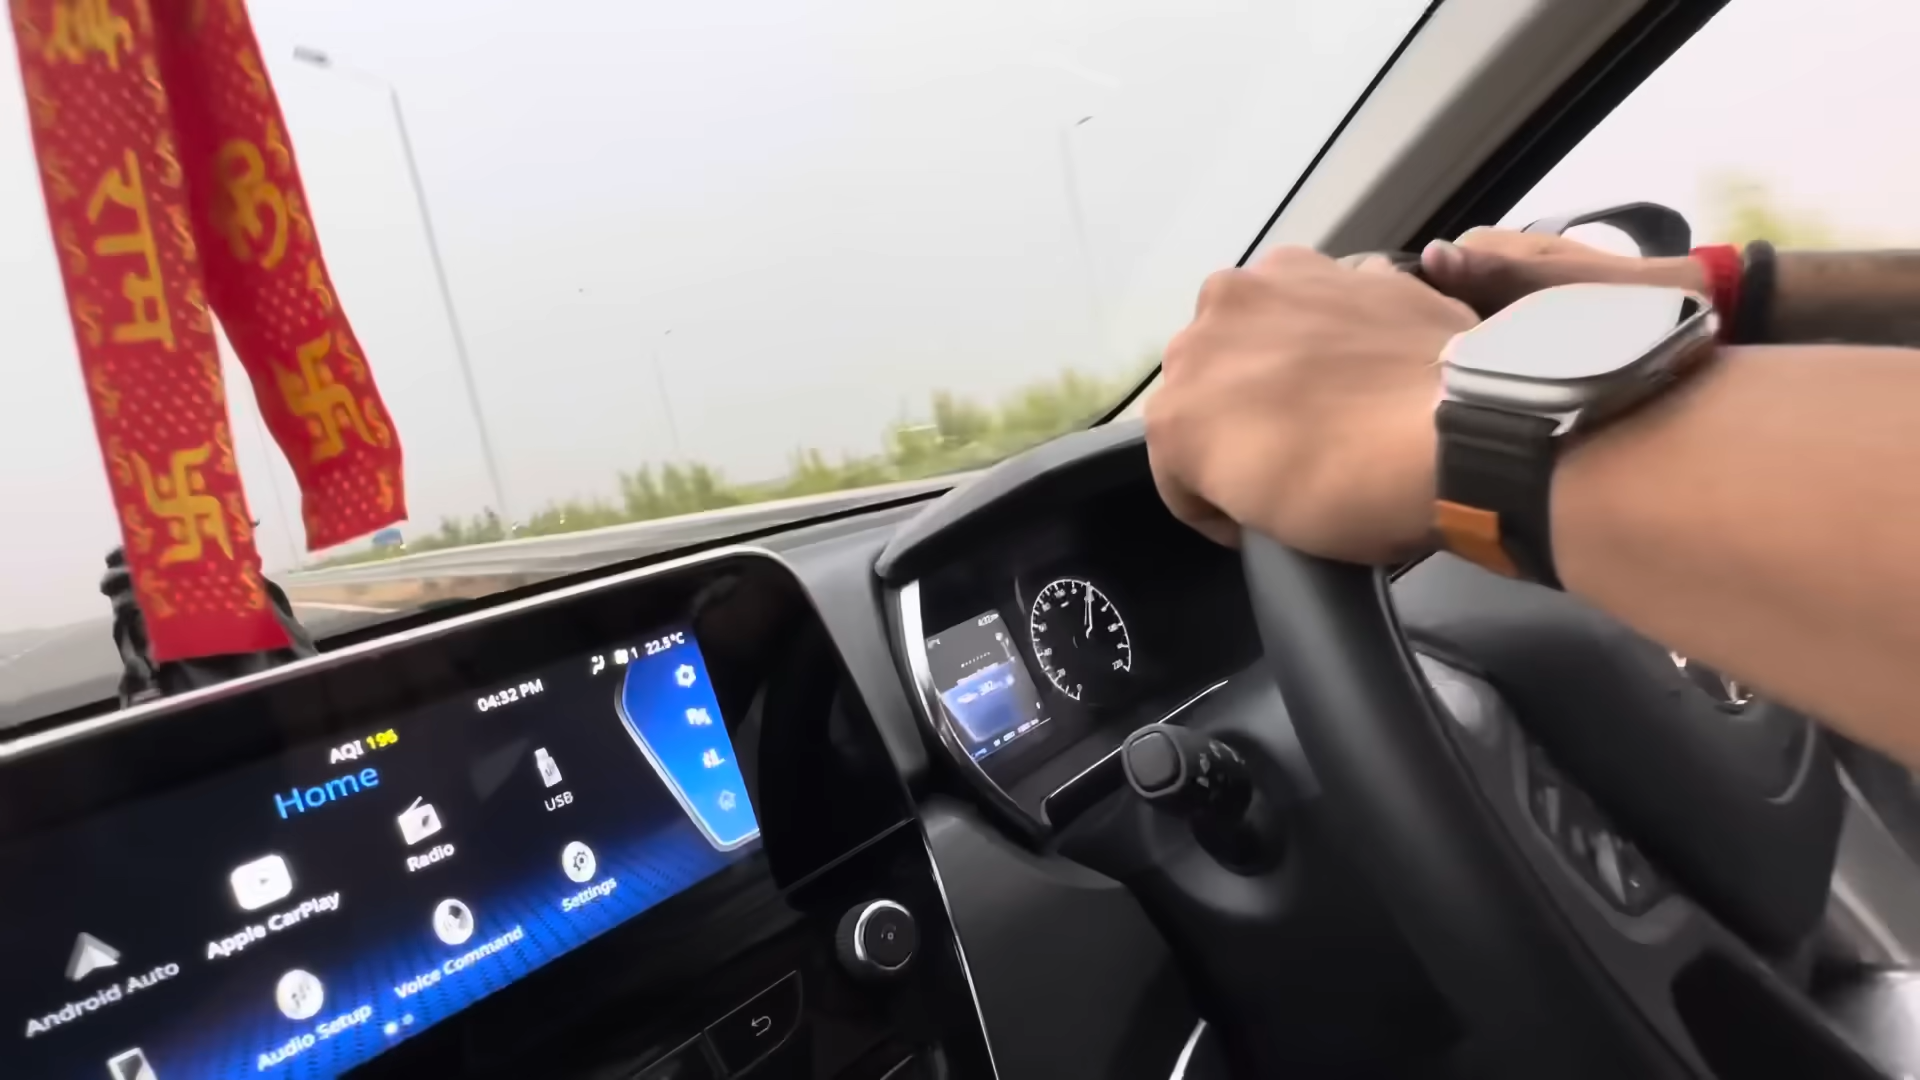 राम
ॐ
04:32 PM
1 22.5°C
AQI 196
Home
USB
Radio
Settings
Apple CarPlay
Voice Command
Android Auto
Audio Setup